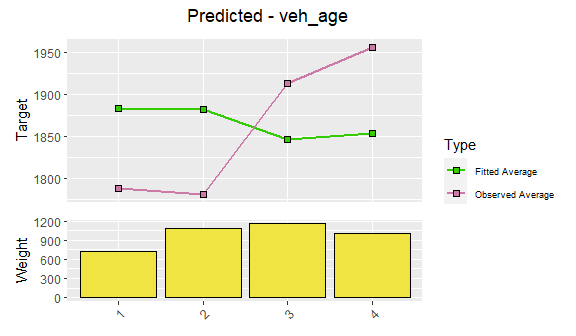 Predicted - veh_age
Target
1950
1900
1850
1800
Type
Fitted Average
Observed Average
Weight
1200
900
600
300
0
1
2
3
4